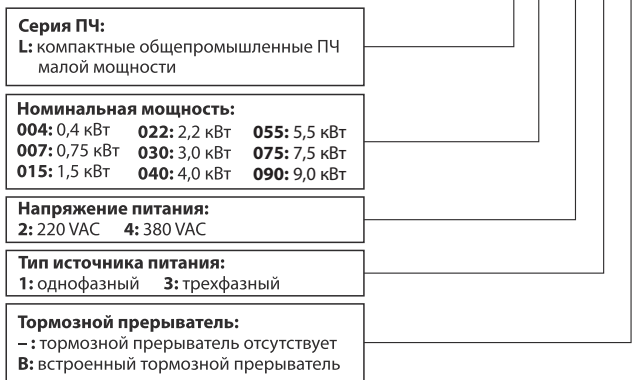 Серия ПЧ:
L: компактные общепромышленные ПЧ
малой мощности
Номинальная мощность:
004: 0,4 кВт 022: 2,2 кВт 055: 5,5 кВт
007: 0,75 кВт 030: 3,0 кВт 075: 7,5 кВт
015: 1,5 кВт 040: 4,0 кВт 090: 9,0 кВт
Напряжение питания:
2: 220 VAC 4: 380 VAC
Тип источника питания:
1: однофазный 3: трехфазный
Тормозной прерыватель:
– : тормозной прерыватель отсутствует
B: встроенный тормозной прерыватель